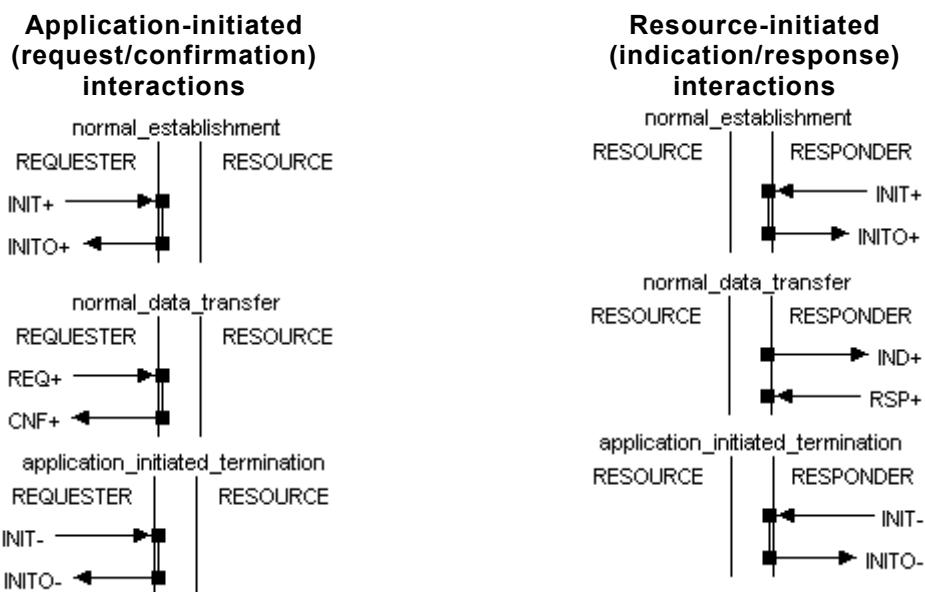 Application-initiated
(request/confirmation)
interactions
normal_establishment
REQUESTER RESOURCE
INIT+
INITO+
normal_data_transfer
REQUESTER RESOURCE
REQ+
CNF+
application_initiated_termination
REQUESTER RESOURCE
INIT-
INITO-
Resource-initiated
(indication/response)
interactions
normal_establishment
RESOURCE RESPONDER
INIT+
INITO+
normal_data_transfer
RESOURCE RESPONDER
IND+
RSP+
application_initiated_termination
RESOURCE RESPONDER
INIT-
INITO-